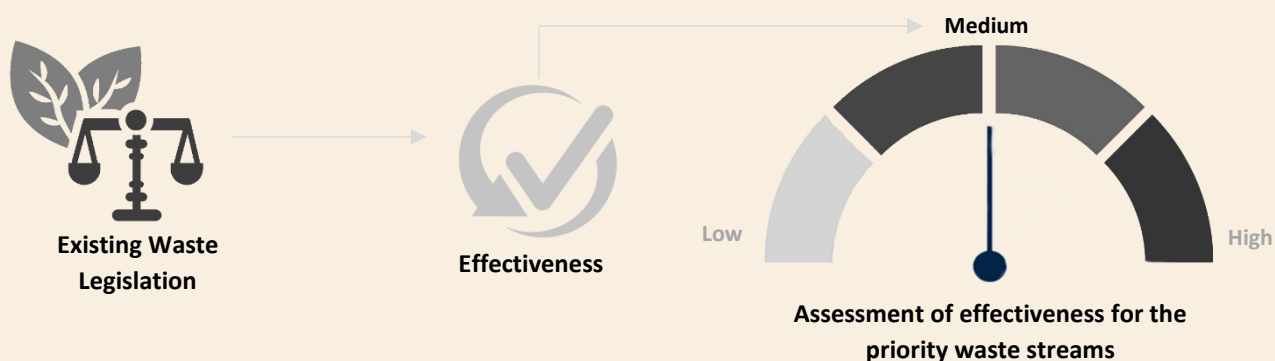 Medium
Low
High
Existing Waste
Legislation
Effectiveness
Assessment of effectiveness for the
priority waste streams